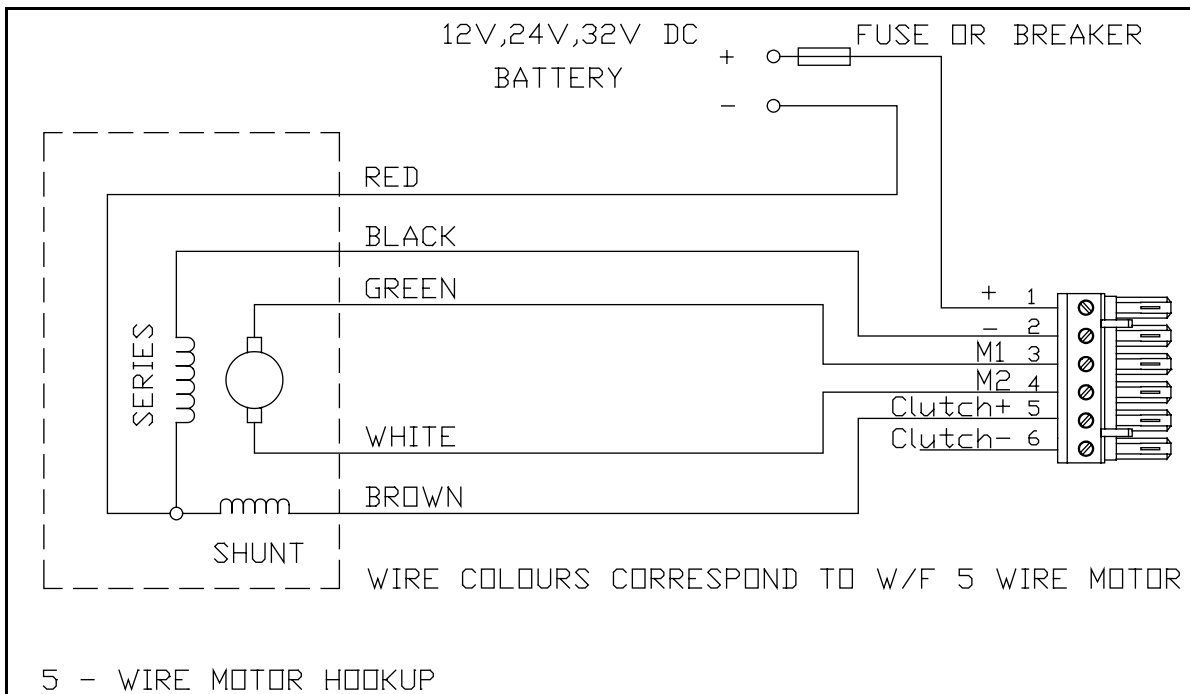 12V,24V,32V DC
BATTERY
FUSE OR BREAKER
+
-
RED
BLACK
GREEN
SERIES
WHITE
BROWN
SHUNT
+ 1
- 2
M1 3
M2 4
Clutch+ 5
Clutch- 6
WIRE COLOURS CORRESPOND TO W/F 5 WIRE MOTOR
5 - WIRE MOTOR HOOKUP